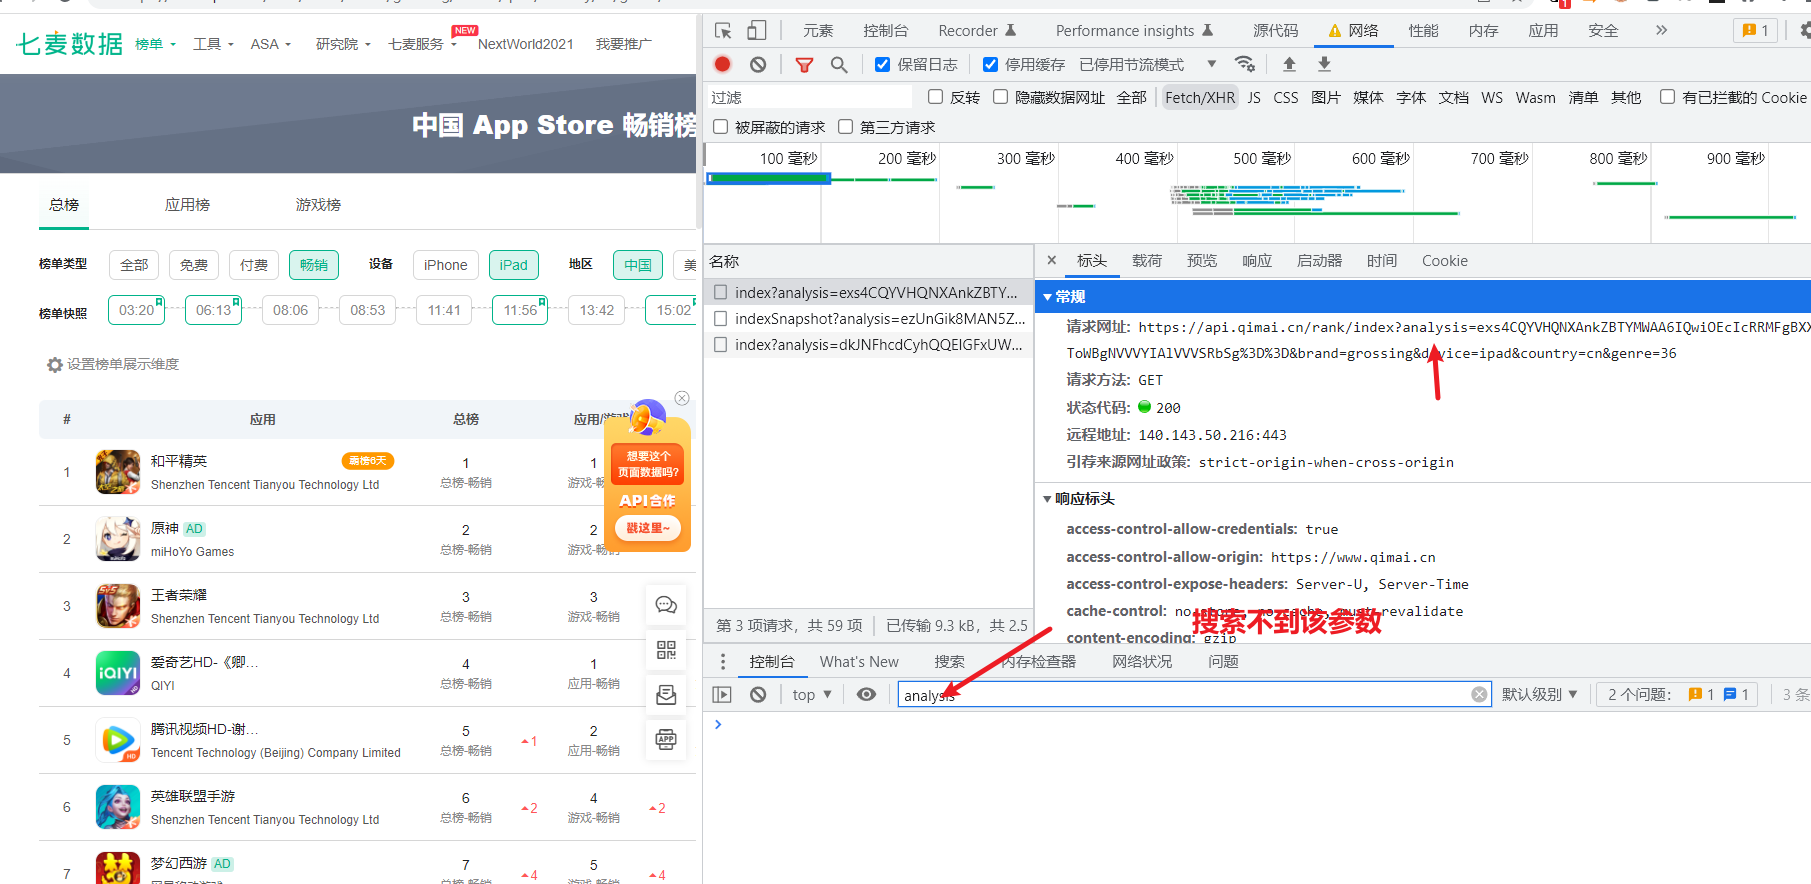 七麦数据 榜单 工具 ASA 研究院 七麦服务 NEW NextWorld2021 我要推广
中国 App Store 畅销榜
总榜 应用榜 游戏榜
榜单类型 全部 免费 付费 畅销 设备 iPhone iPad 地区 中国 美
榜单快照 03:20 06:13 08:06 08:53 11:41 11:56 13:42 15:02
设置榜单展示维度
# 应用 总榜 应用/游戏
1 和平精英 霸榜6天 1 1
Shenzhen Tencent Tianyou Technology Ltd 总榜-畅销 游戏-畅
2 原神 AD 2 2
miHoYo Games 总榜-畅销 游戏-畅销
3 王者荣耀 3 3
Shenzhen Tencent Tianyou Technology Ltd 总榜-畅销 游戏-畅销
4 爱奇艺HD-《卿... 4 1
QIYI 总榜-畅销 应用-畅销
5 腾讯视频HD-谢... 5 1 2
Tencent Technology (Beijing) Company Limited 总榜-畅销 应用-畅销
6 英雄联盟手游 6 2 4 2
Shenzhen Tencent Tianyou Technology Ltd 总榜-畅销 游戏-畅销
7 梦幻西游 AD 7 4 5 4
想要这个
页面数据吗?
API合作
戳这里~
iQIYI HD
HD
APP
元素 控制台 Recorder Performance insights 源代码 网络 性能 内存 应用 安全 » 1
保留日志 停用缓存 已停用节流模式
过滤 反转 隐藏数据网址 全部 Fetch/XHR JS CSS 图片 媒体 字体 文档 WS Wasm 清单 其他 有已拦截的 Cookie
被屏蔽的请求 第三方请求
100 毫秒 200 毫秒 300 毫秒 400 毫秒 500 毫秒 600 毫秒 700 毫秒 800 毫秒 900 毫秒
名称
index?analysis=exs4CQYVHQNXAnkZBTY...
indexSnapshot?analysis=ezUnGik8MAN5Z...
index?analysis=dkJNFhcdCyhQQEIGFxUW...
第 3 项请求，共 59 项 已传输 9.3 kB，共 2.5
× 标头 载荷 预览 响应 启动器 时间 Cookie
常规
请求网址: https://api.qimai.cn/rank/index?analysis=exs4CQYVHQNXAnkZBTYMWAA6IQwiOEcIcRRMFgBXX
ToWBgNVVVYIAlVVVSRbSg%3D%3D&brand=grossing&device=ipad&country=cn&genre=36
请求方法: GET
状态代码: 200
远程地址: 140.143.50.216:443
引荐来源网址政策: strict-origin-when-cross-origin
响应标头
access-control-allow-credentials: true
access-control-allow-origin: https://www.qimai.cn
access-control-expose-headers: Server-U, Server-Time
cache-control: no-store, no-cache, must-revalidate
content-encoding: gzip
搜索不到该参数
控制台 What's New 搜索 内存检查器 网络状况 问题
top analysis 默认级别 2 个问题: 1 1 3 条